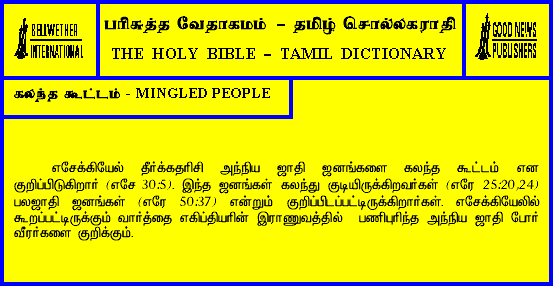 BELLWETHER
INTERNATIONAL
பரிசுத்த வேதாகமம் – தமிழ் சொல்லகராதி
THE HOLY BIBLE – TAMIL DICTIONARY
GOOD NEWS
PUBLISHERS
கலந்த கூட்டம் - MINGLED PEOPLE
எசேக்கியேல் தீர்க்கதரிசி அந்நிய ஜாதி ஜனங்களை கலந்த கூட்டம் என
குறிப்பிடுகிறார் (எசே 30:5). இந்த ஜனங்கள் கலந்து குடியிருக்கிறவர்கள் (எரே 25:20,24)
பலஜாதி ஜனங்கள் (எரே 50:37) என்றும் குறிப்பிடப்பட்டிருக்கிறார்கள். எசேக்கியேலில்
கூறப்பட்டிருக்கும் வார்த்தை எகிப்தியரின் இராணுவத்தில் பணிபுரிந்த அந்நிய ஜாதி போர்
வீரர்களை குறிக்கும்.